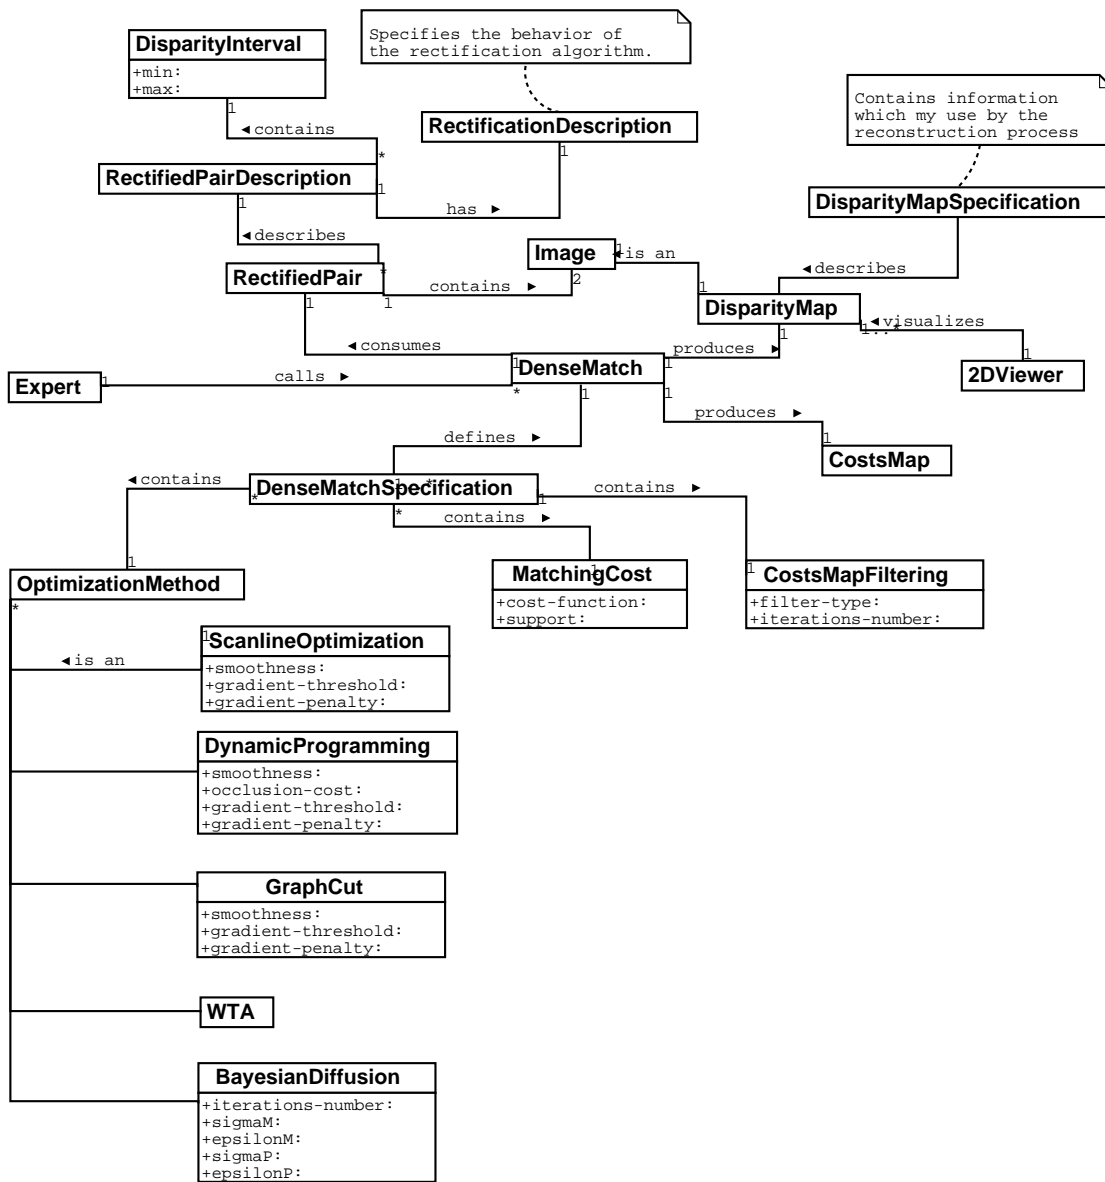 DisparityInterval
+min:
+max:
1
Specifies the behavior of
the rectification algorithm.
Contains information
which my use by the
reconstruction process
◄contains
*
RectificationDescription
1
RectifiedPairDescription
1
1
has ►
DisparityMapSpecification
◄describes
*
Image
1
◄is an
2
RectifiedPair
1
1
contains ►
◄describes
1
DisparityMap
1
1..*
◄visualizes
1
2DViewer
◄consumes
produces ►
Expert
1
calls ►
1
DenseMatch
1
*
1
1
produces ►
1
CostsMap
defines ►
◄contains
DenseMatchSpecification
1..*
*
1
*
contains ►
contains ►
1
OptimizationMethod
*
1
MatchingCost
+cost-function:
+support:
1
CostsMapFiltering
+filter-type:
+iterations-number:
◄is an
1
ScanlineOptimization
+smoothness:
+gradient-threshold:
+gradient-penalty:
DynamicProgramming
+smoothness:
+occlusion-cost:
+gradient-threshold:
+gradient-penalty:
GraphCut
+smoothness:
+gradient-threshold:
+gradient-penalty:
WTA
BayesianDiffusion
+iterations-number:
+sigmaM:
+epsilonM:
+sigmaP:
+epsilonP: